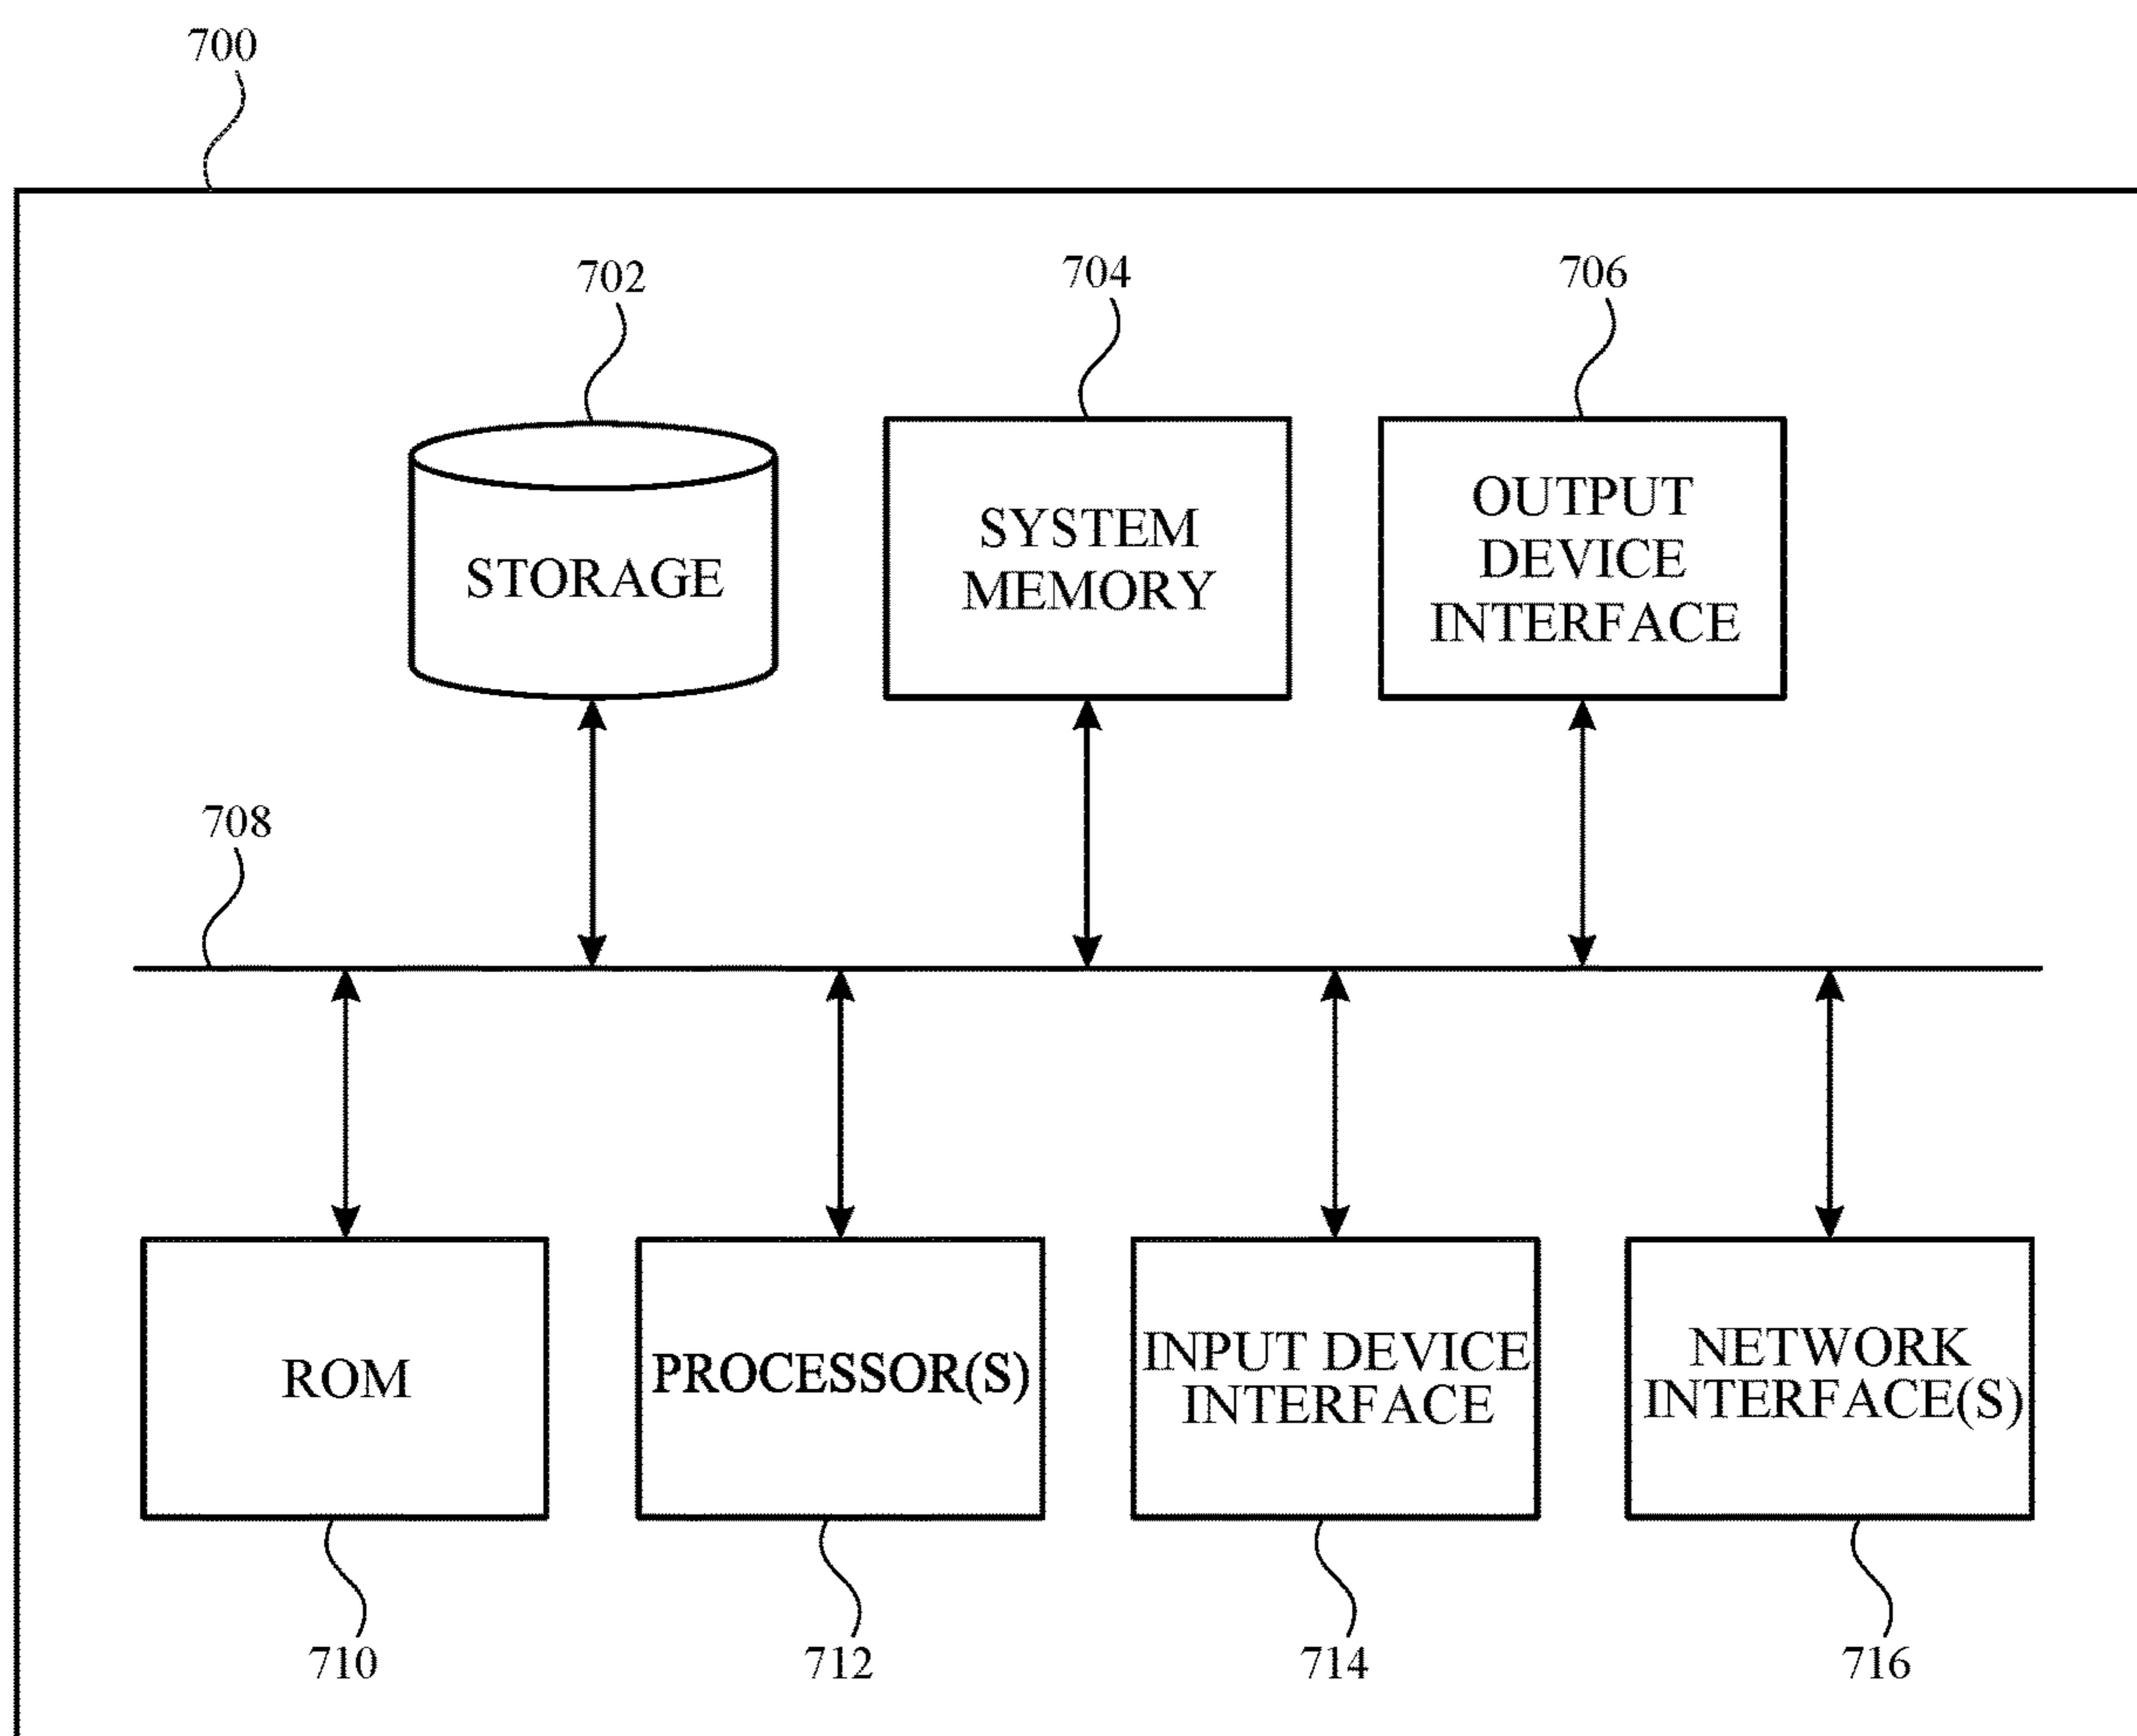 700
702
704
706
STORAGE
SYSTEM
MEMORY
OUTPUT
DEVICE
INTERFACE
708
ROM
PROCESSOR(S)
INPUT DEVICE
INTERFACE
NETWORK
INTERFACE(S)
710
712
714
716